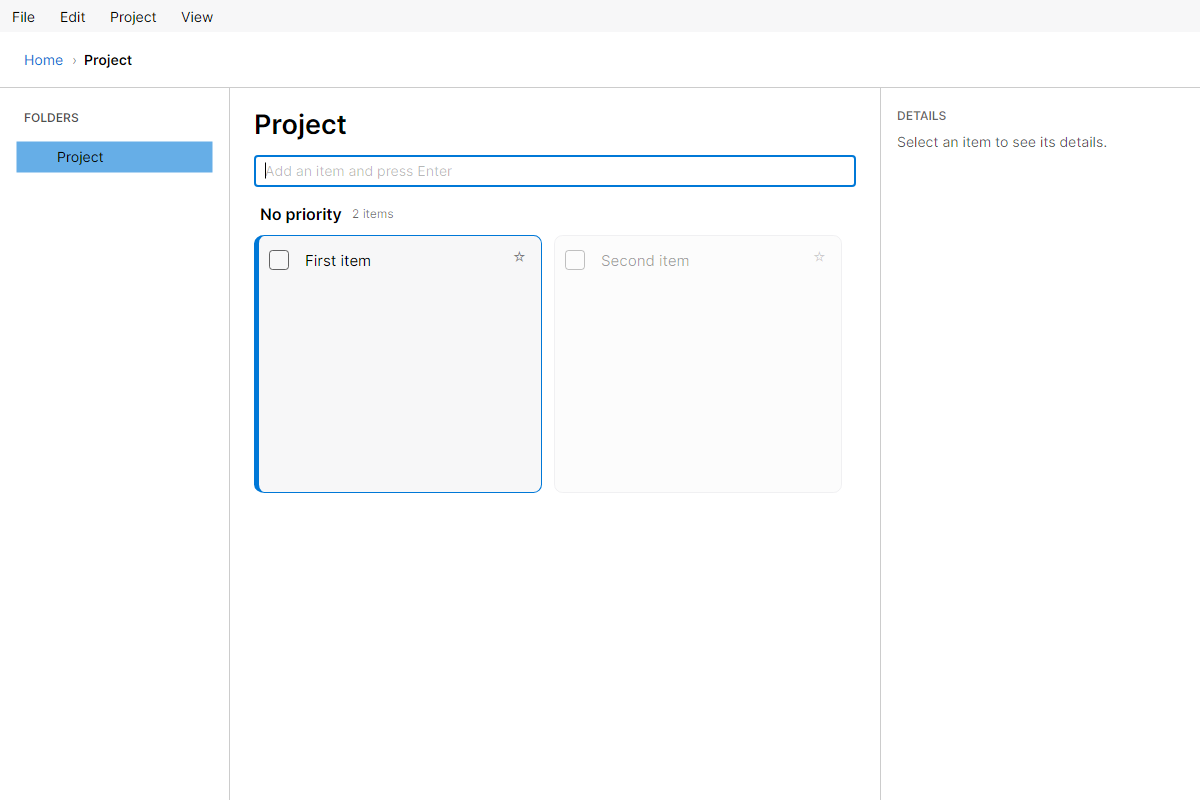 File Edit Project View
Home › Project
FOLDERS
Project
Project
Add an item and press Enter
No priority 2 items
First item ☆
Second item ☆
DETAILS
Select an item to see its details.